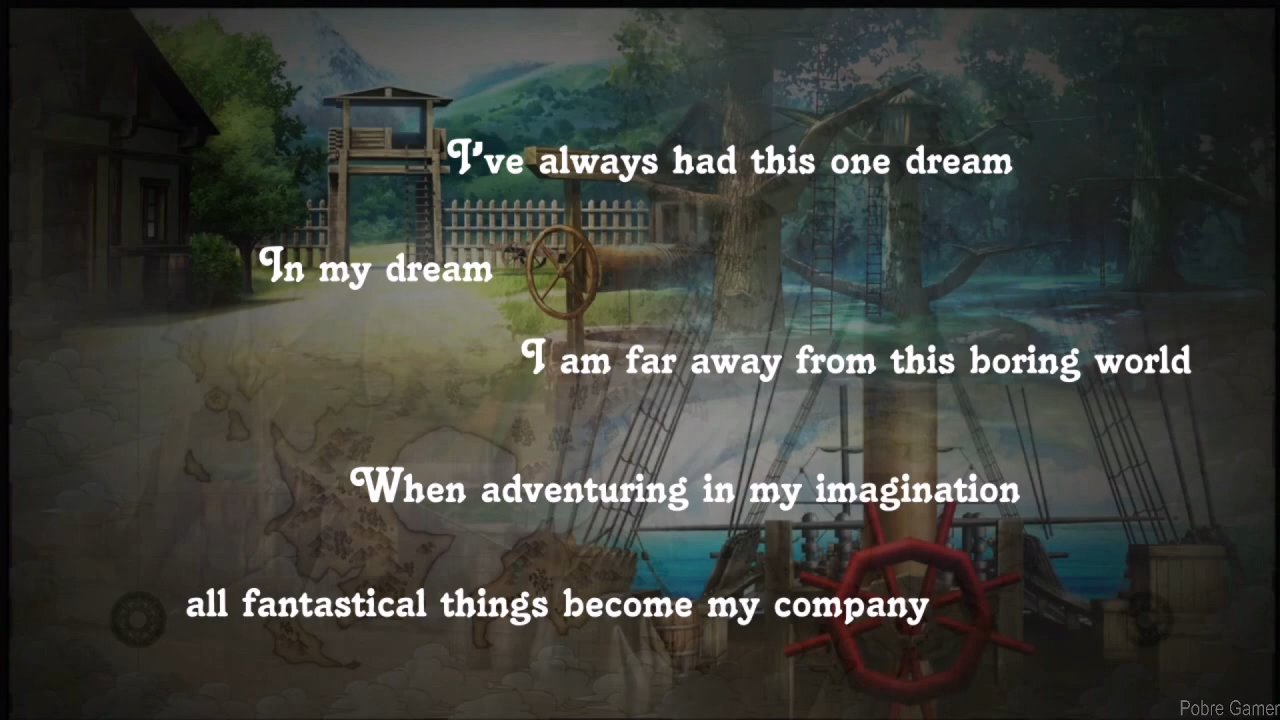 I've always had this one dream
In my dream
I am far away from this boring world
When adventuring in my imagination
all fantastical things become my company
Pobre Gamer